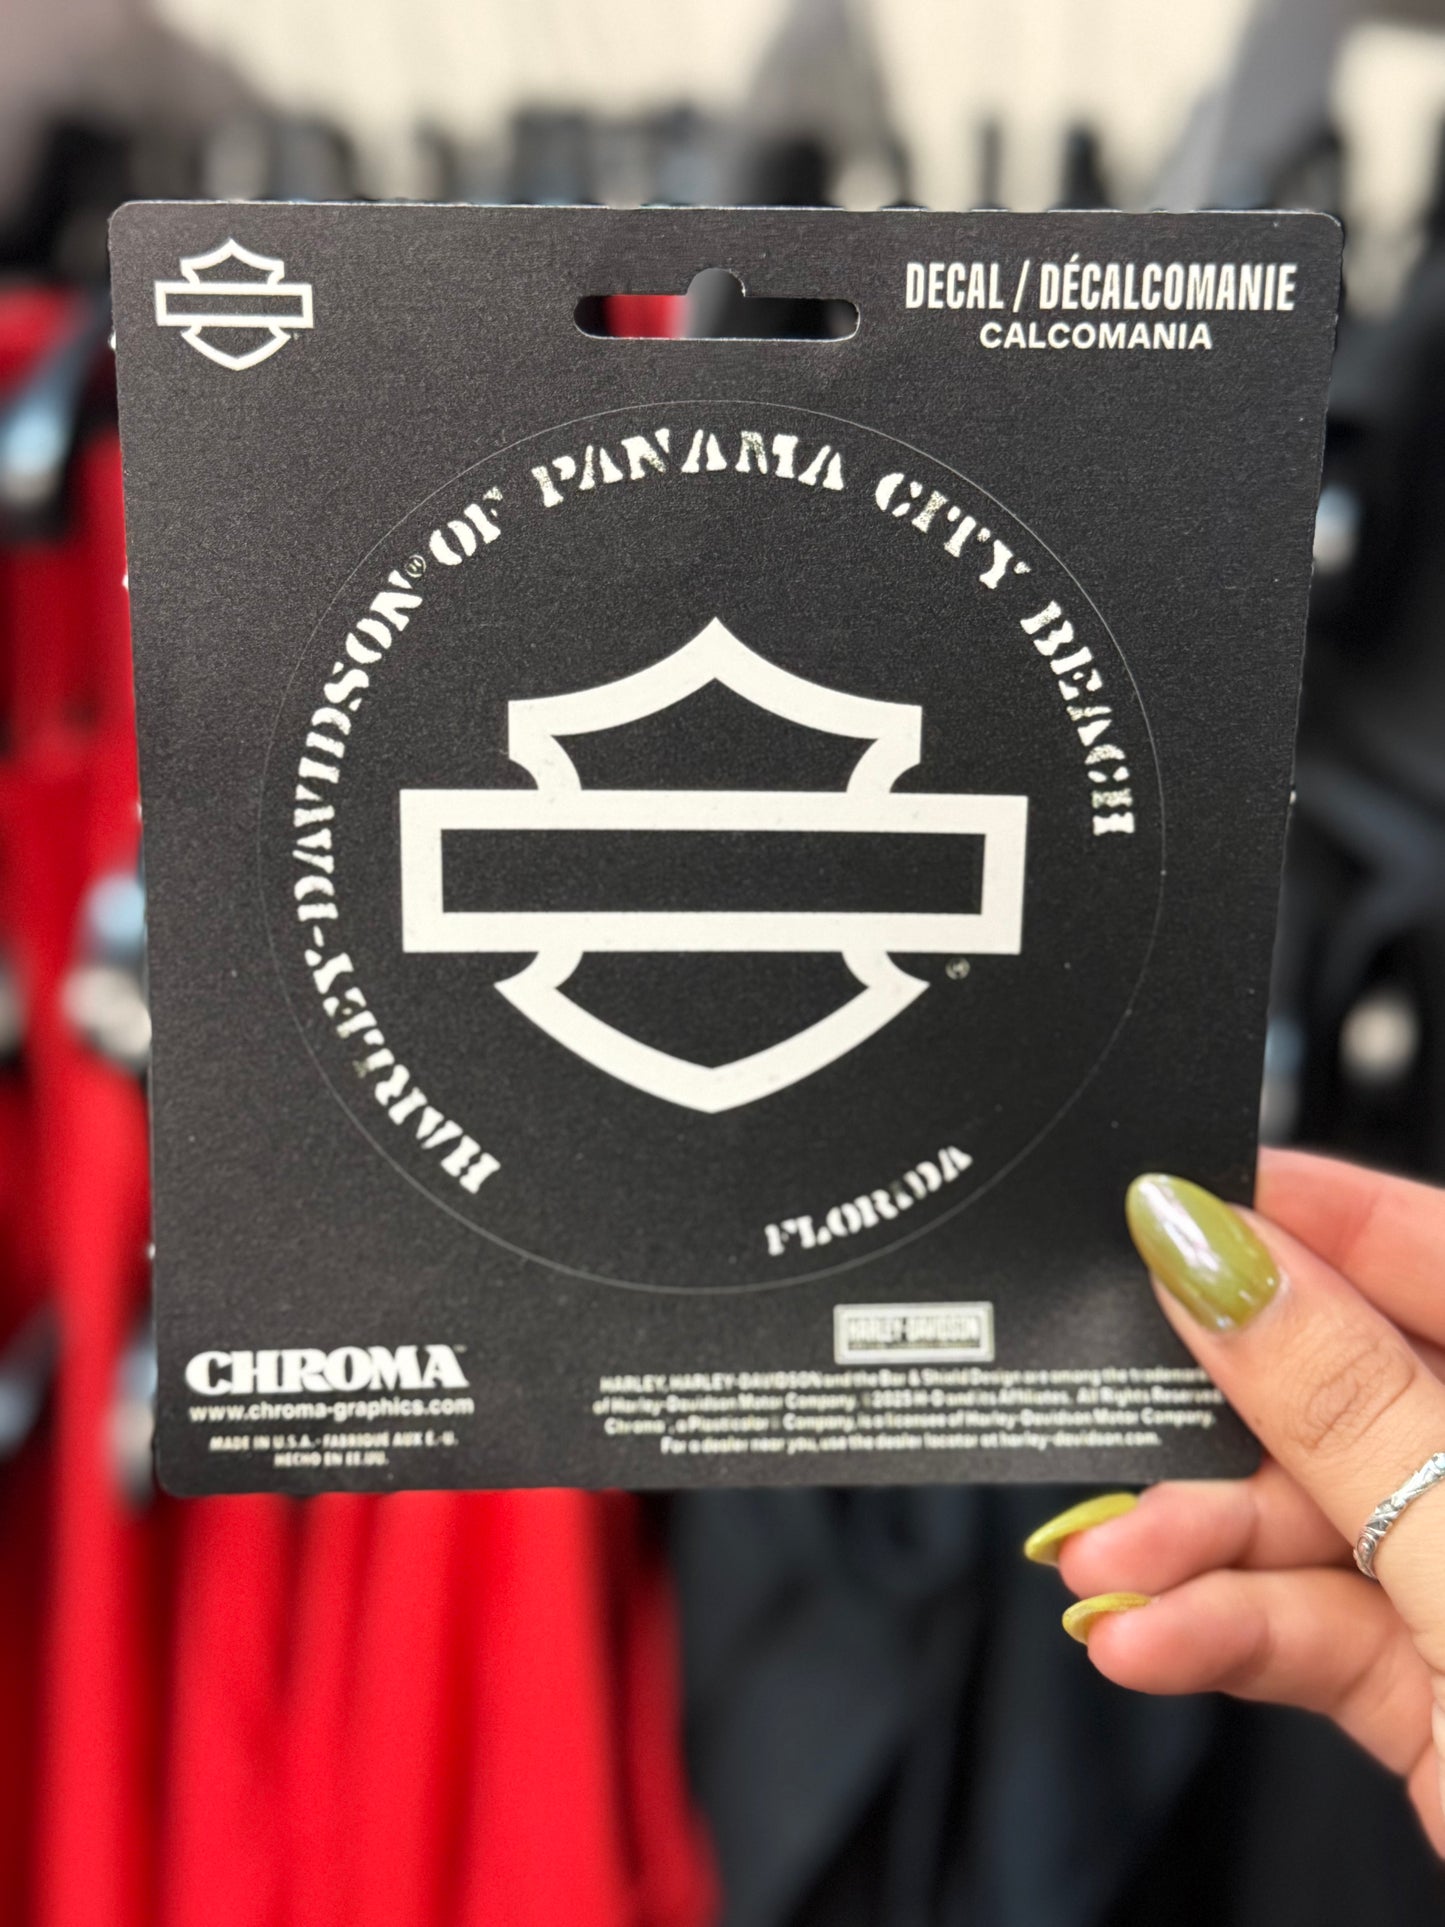 DECAL / DÉCALCOMANIE
CALCOMANIA
HARLEY-DAVIDSON® OF PANAMA CITY BEACH
®
FLORIDA
HARLEY-DAVIDSON
CHROMA™
www.chroma-graphics.com
MADE IN U.S.A. - FABRIQUÉ AUX É.-U.
HECHO EN EE.UU.
HARLEY, HARLEY-DAVIDSON and the Bar & Shield Design are among the trademarks
of Harley-Davidson Motor Company. ©2025 H-D and its Affiliates. All Rights Reserved
Chroma, a Plasticolor Company, is a licensee of Harley-Davidson Motor Company.
For a dealer near you, use the dealer locator at harley-davidson.com.